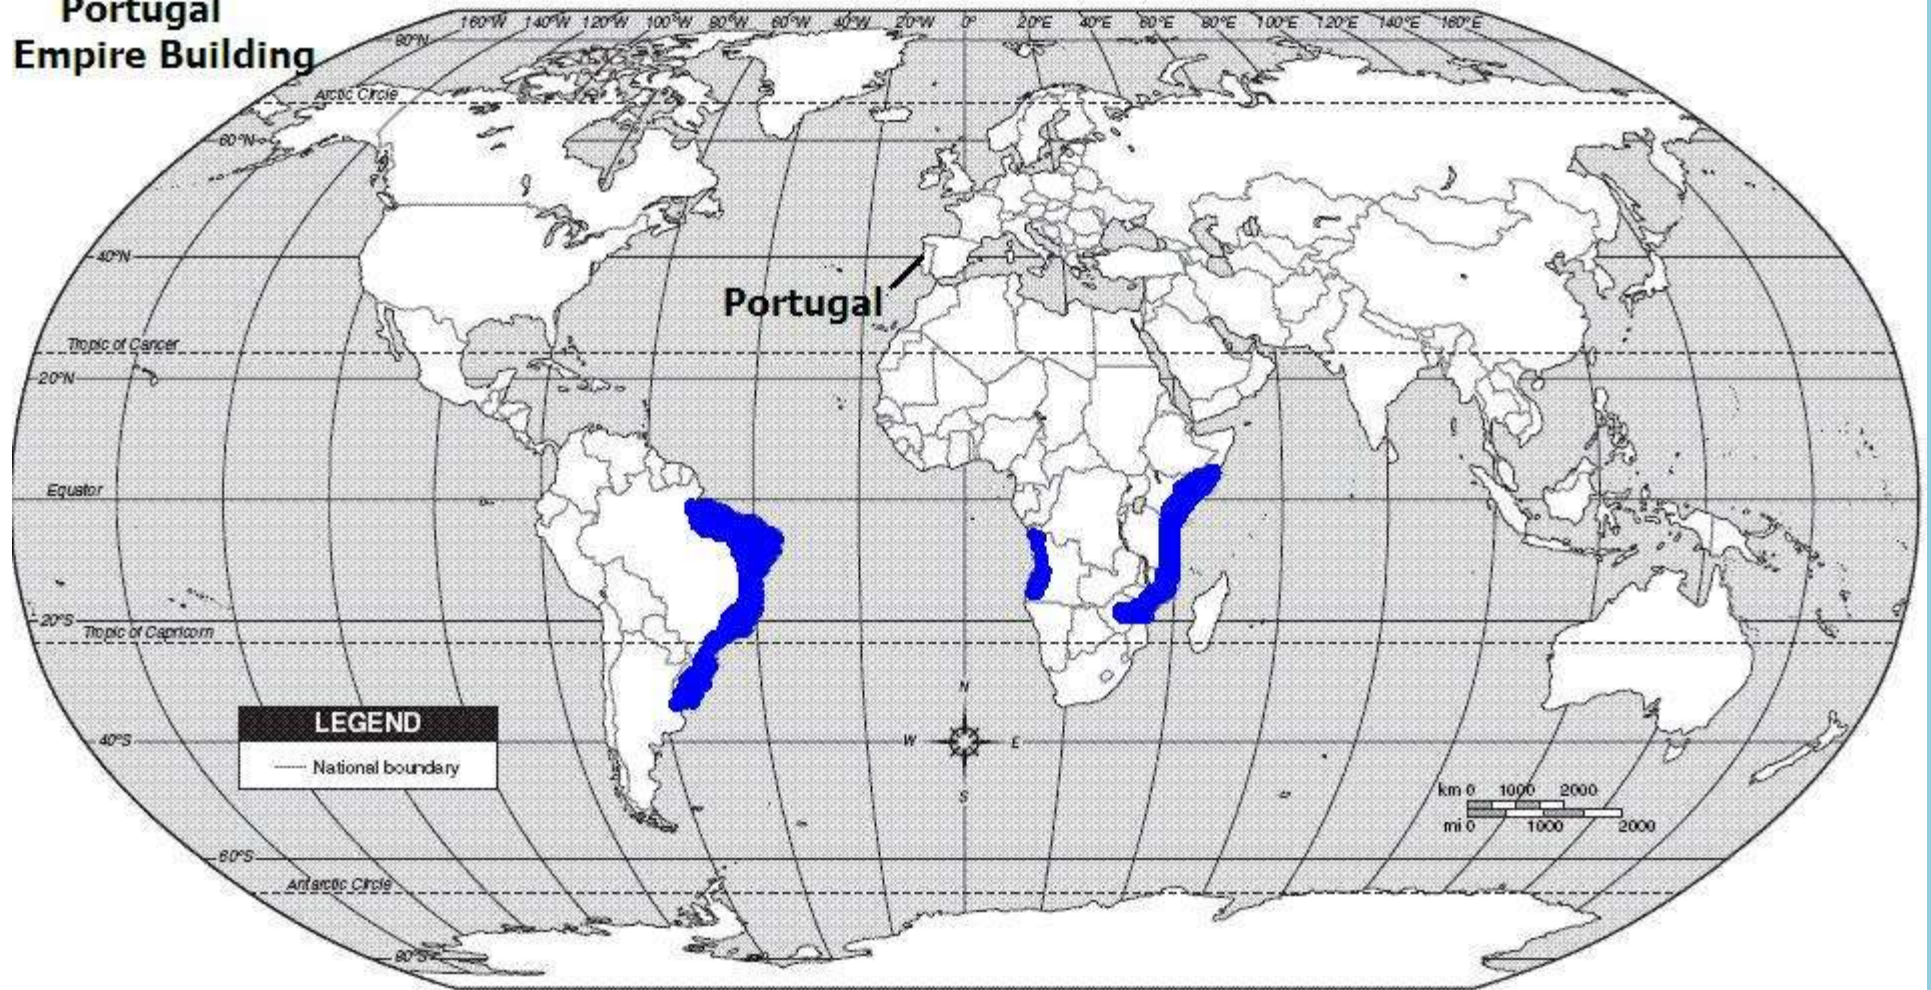 Portugal
Empire Building
160°W 140°W 120°W 100°W 80°W 60°W 40°W 20°W 0° 20°E 40°E 60°E 80°E 100°E 120°E 140°E 160°E
80°N
Arctic Circle
60°N
40°N
Portugal
Tropic of Cancer
20°N
Equator
20°S
Tropic of Capricorn
N
W E
S
LEGEND
National boundary
40°S
km 0 1000 2000
mi 0 1000 2000
60°S
Antarctic Circle
80°S